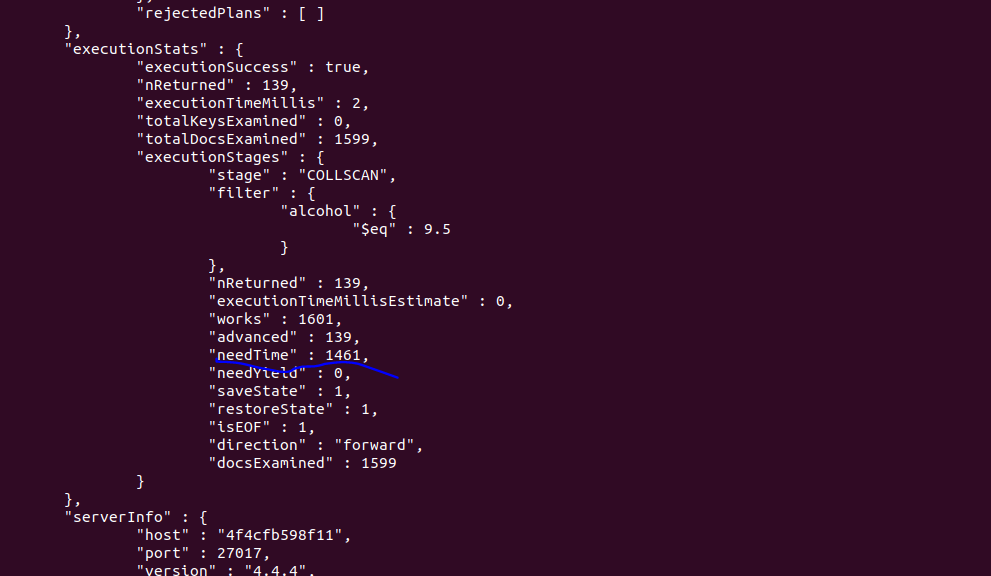 "rejectedPlans" : [ ]
},
"executionStats" : {
"executionSuccess" : true,
"nReturned" : 139,
"executionTimeMillis" : 2,
"totalKeysExamined" : 0,
"totalDocsExamined" : 1599,
"executionStages" : {
"stage" : "COLLSCAN",
"filter" : {
"alcohol" : {
"$eq" : 9.5
}
},
"nReturned" : 139,
"executionTimeMillisEstimate" : 0,
"works" : 1601,
"advanced" : 139,
"needTime" : 1461,
"needYield" : 0,
"saveState" : 1,
"restoreState" : 1,
"isEOF" : 1,
"direction" : "forward",
"docsExamined" : 1599
}
},
"serverInfo" : {
"host" : "4f4cfb598f11",
"port" : 27017,
"version" : "4.4.4",